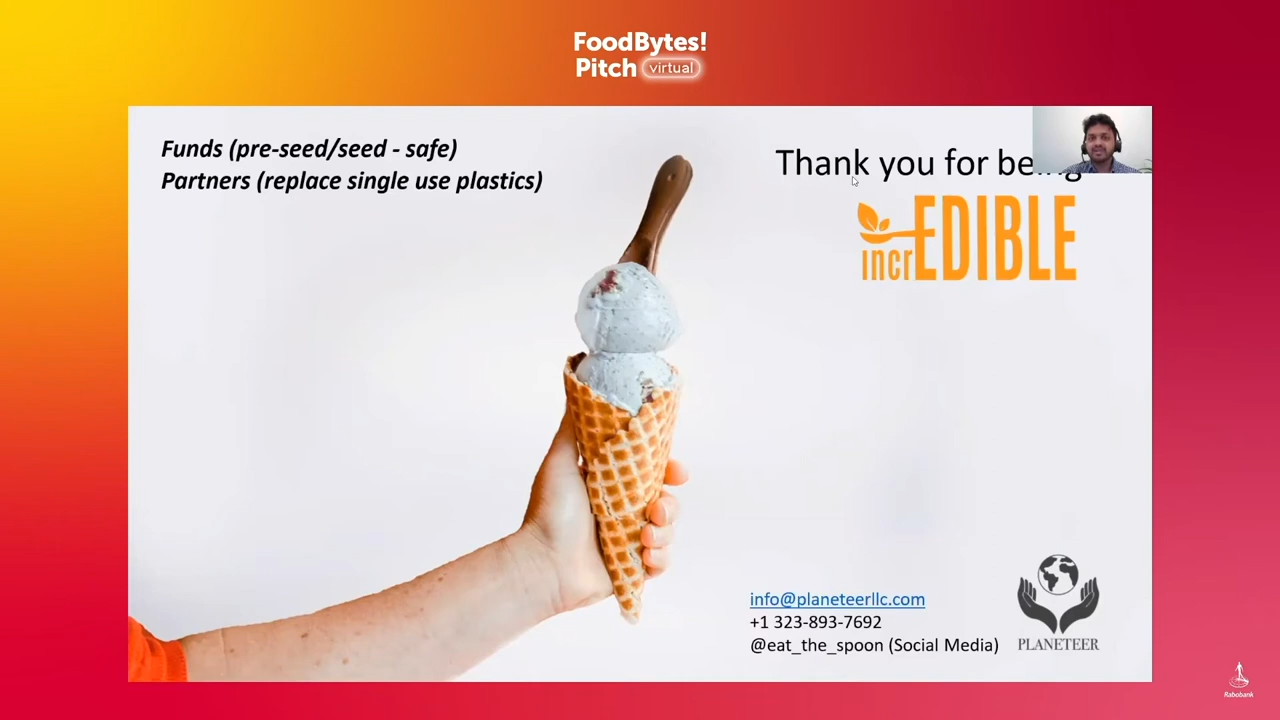 FoodBytes!
Pitch virtual
Funds (pre-seed/seed - safe)
Partners (replace single use plastics)
Thank you for being
incrEDIBLE
info@planeteerllc.com
+1 323-893-7692
@eat_the_spoon (Social Media)
PLANETEER
Rabobank